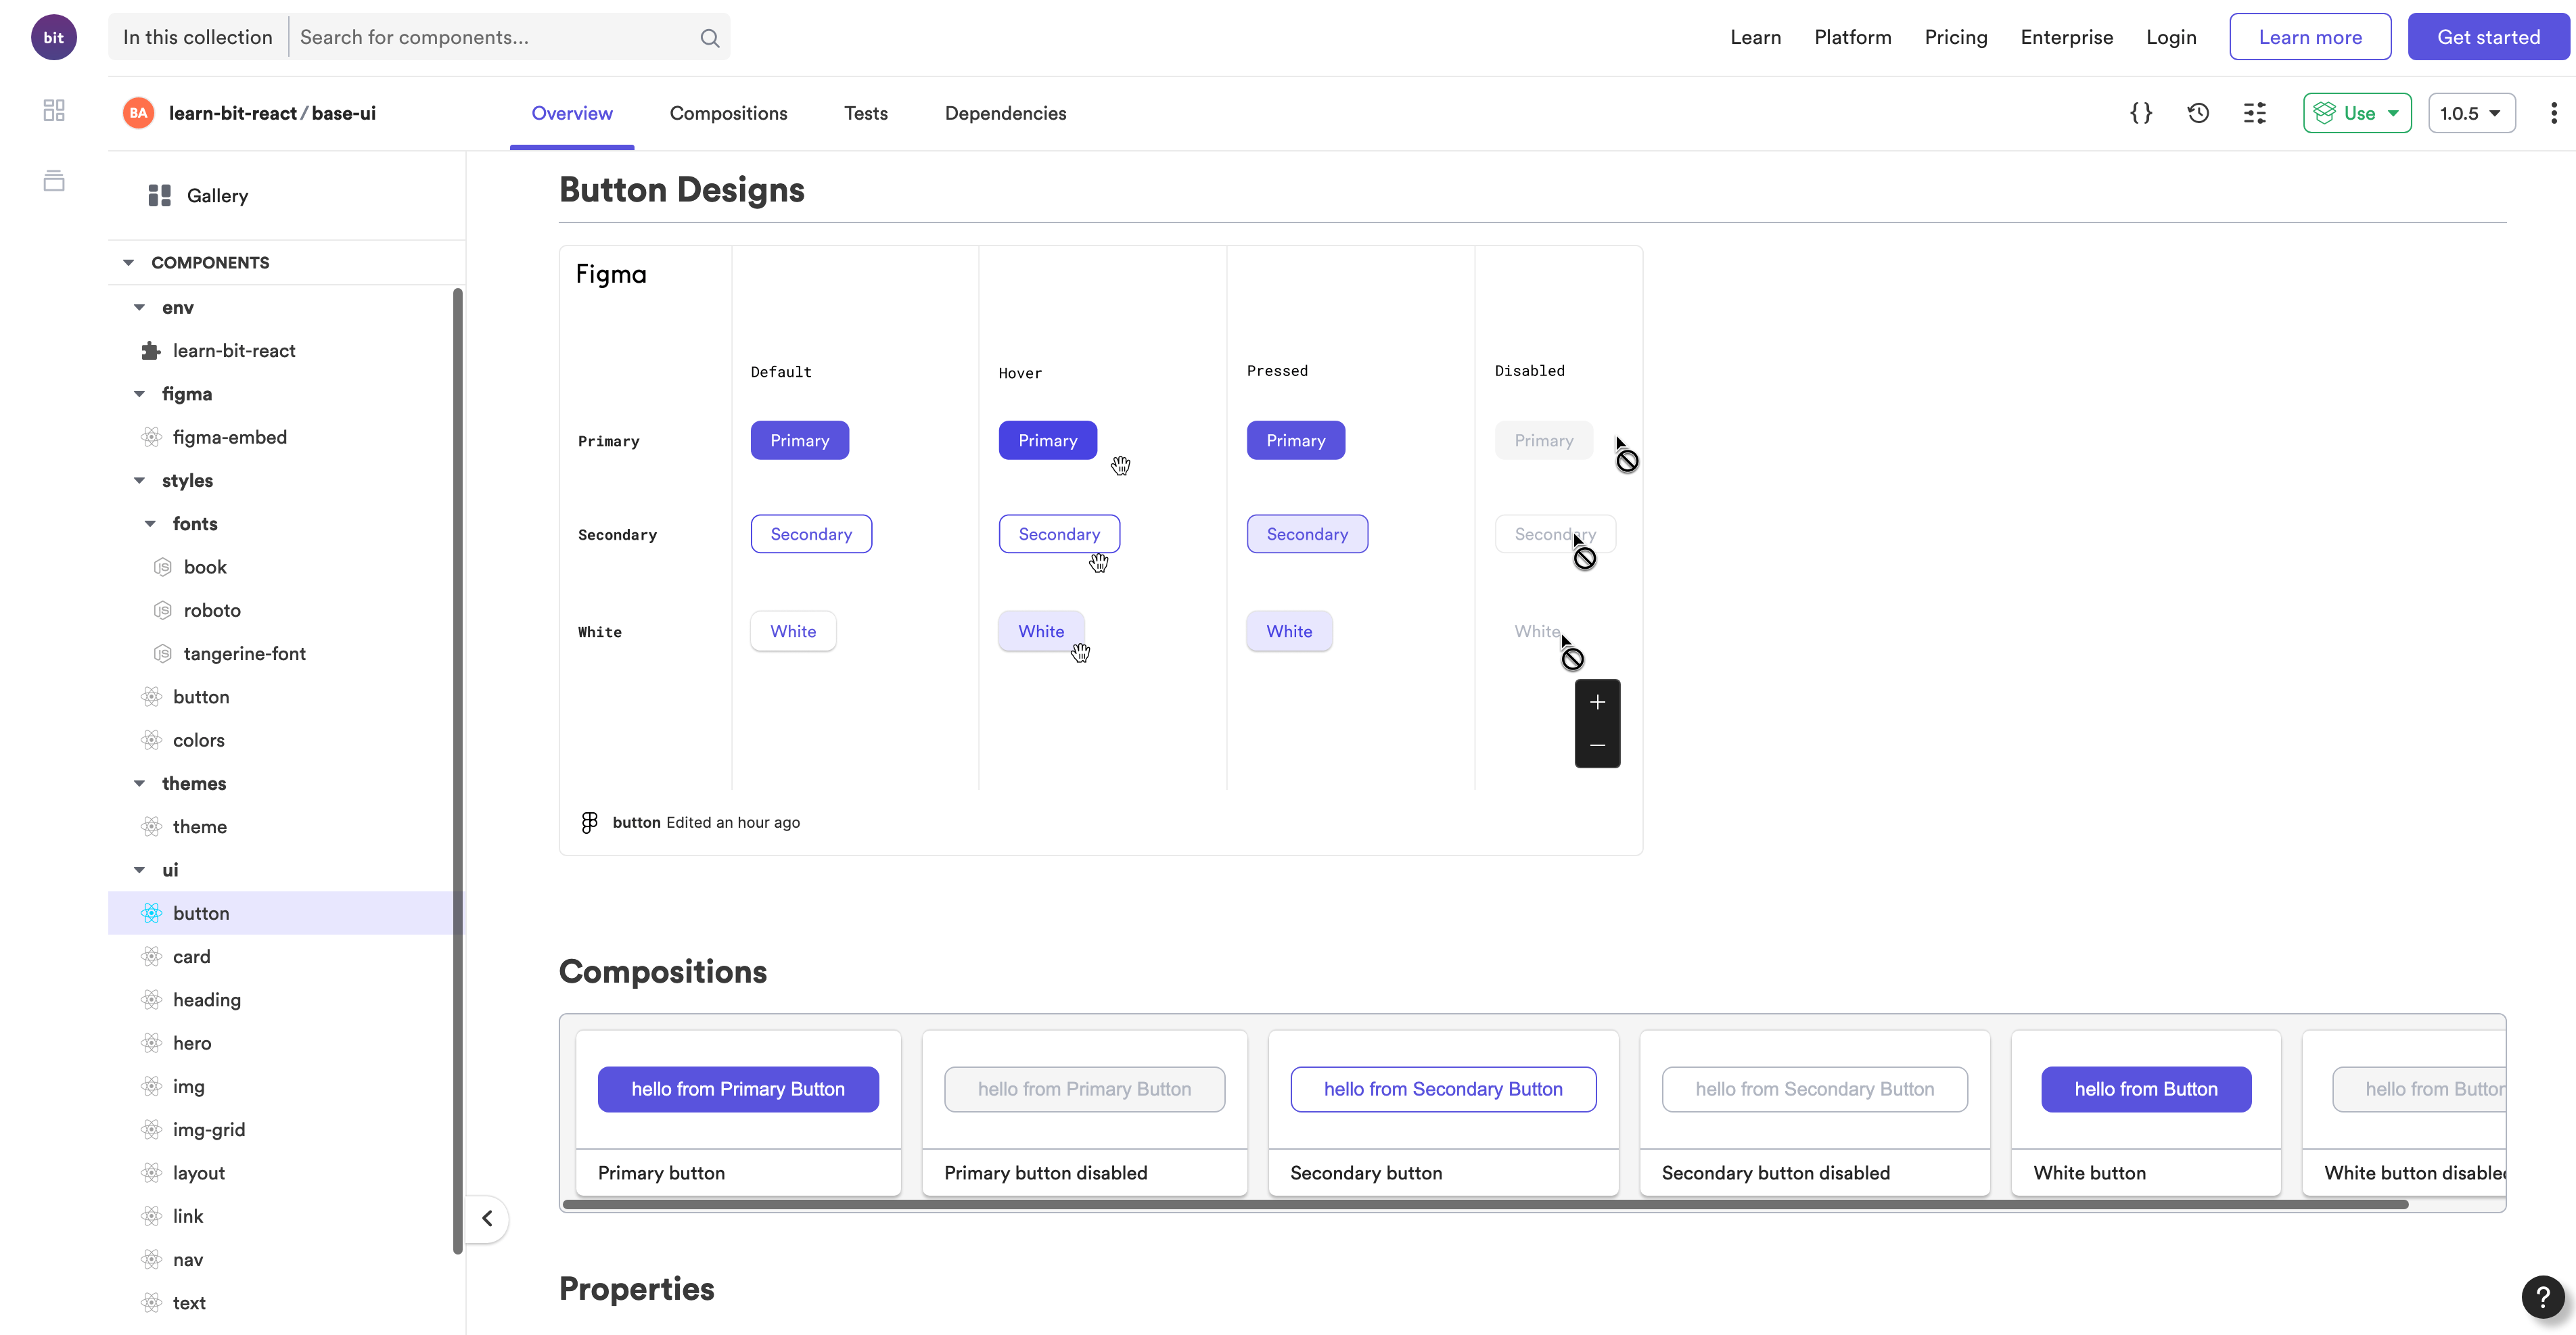 bit
In this collection
Search for components...
Learn
Platform
Pricing
Enterprise
Login
Learn more
Get started
BA
learn-bit-react / base-ui
Overview
Compositions
Tests
Dependencies
{ }
Use
1.0.5
Gallery
COMPONENTS
env
learn-bit-react
figma
figma-embed
styles
fonts
JS book
JS roboto
JS tangerine-font
button
colors
themes
theme
ui
button
card
heading
hero
img
img-grid
layout
link
nav
text
Button Designs
Figma
Default
Hover
Pressed
Disabled
Primary
Primary
Primary
Primary
Primary
Secondary
Secondary
Secondary
Secondary
Secondary
White
White
White
White
White
+
−
button Edited an hour ago
Compositions
hello from Primary Button
Primary button
hello from Primary Button
Primary button disabled
hello from Secondary Button
Secondary button
hello from Secondary Button
Secondary button disabled
hello from Button
White button
hello from Button
White button disabled
Properties
?